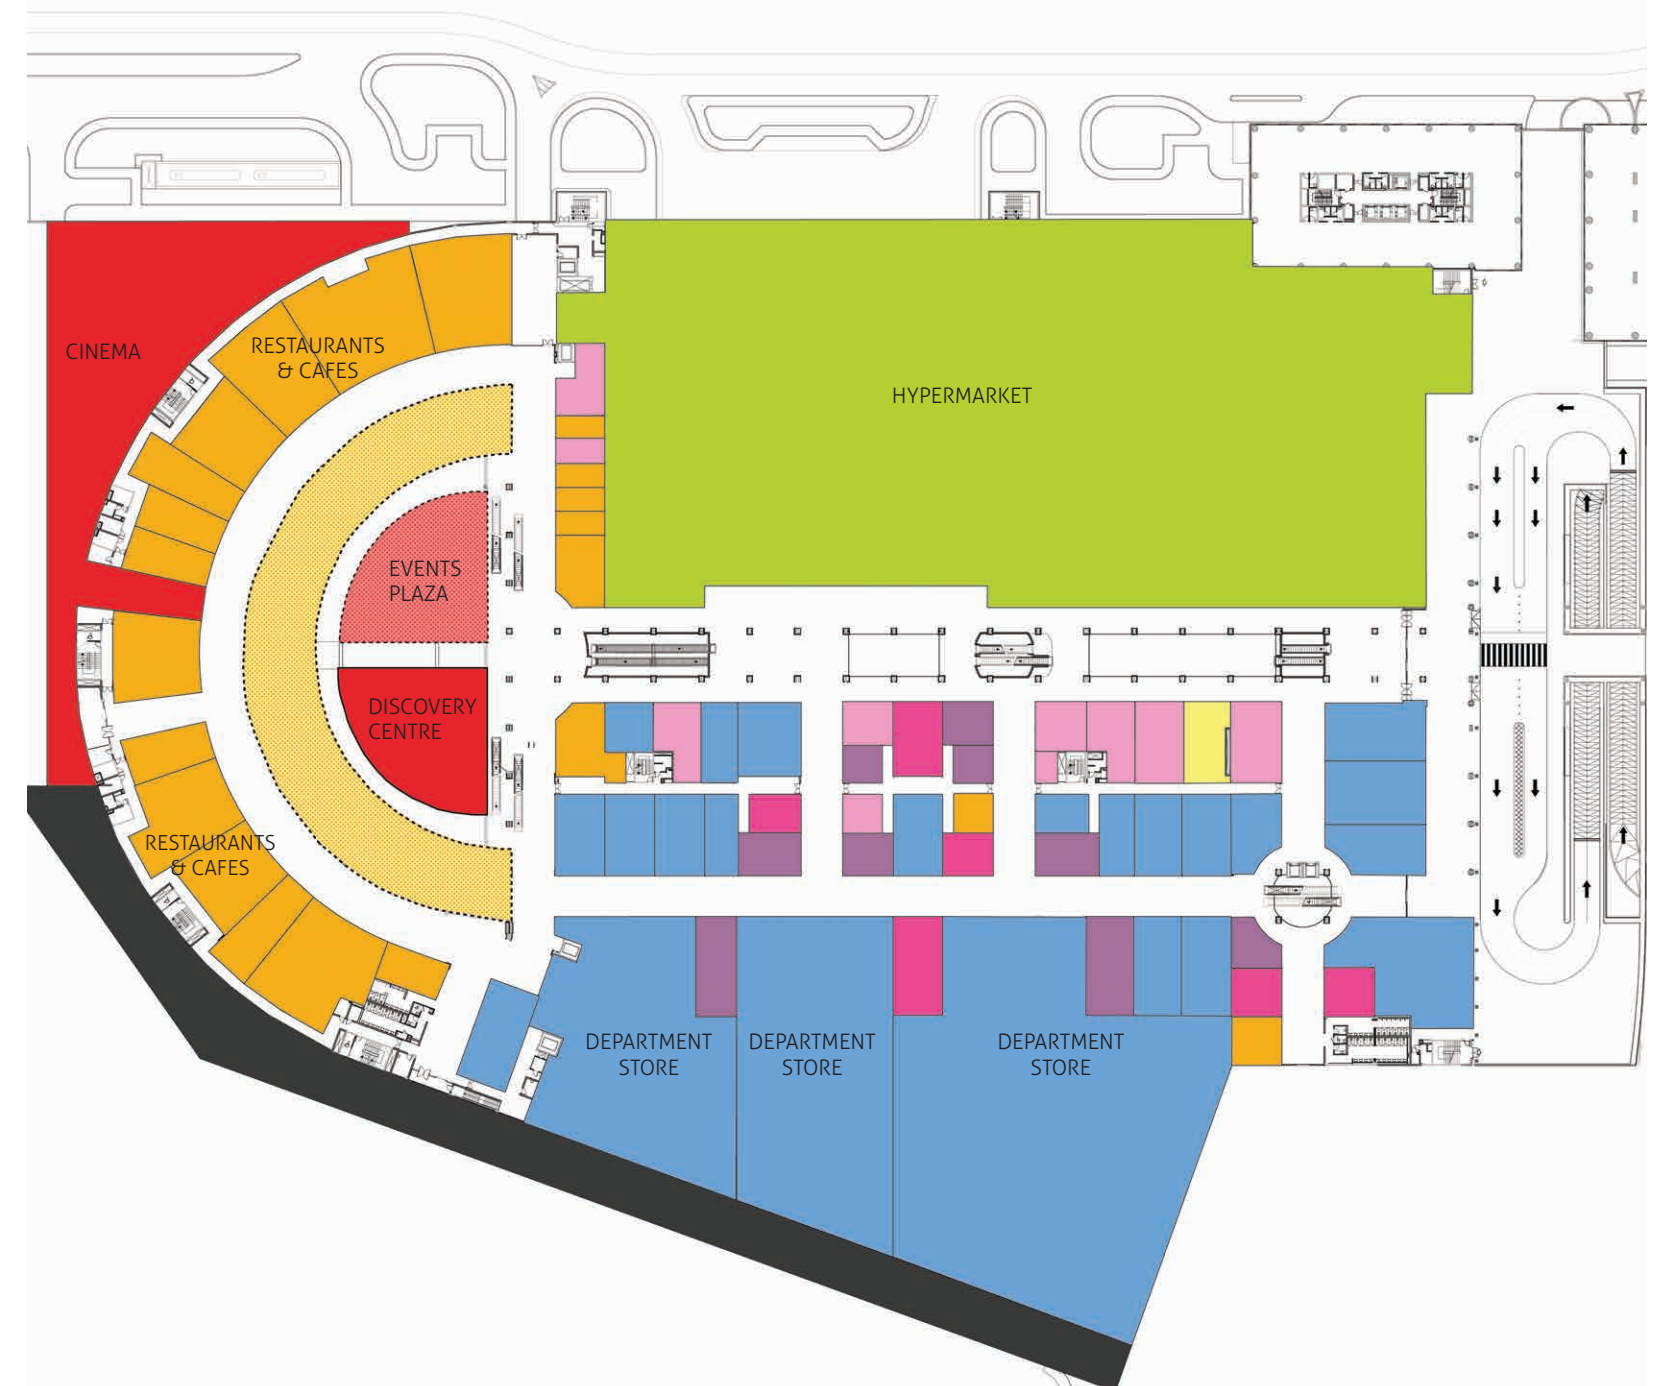 CINEMA
RESTAURANTS
& CAFES
HYPERMARKET
EVENTS
PLAZA
DISCOVERY
CENTRE
RESTAURANTS
& CAFES
DEPARTMENT
STORE
DEPARTMENT
STORE
DEPARTMENT
STORE